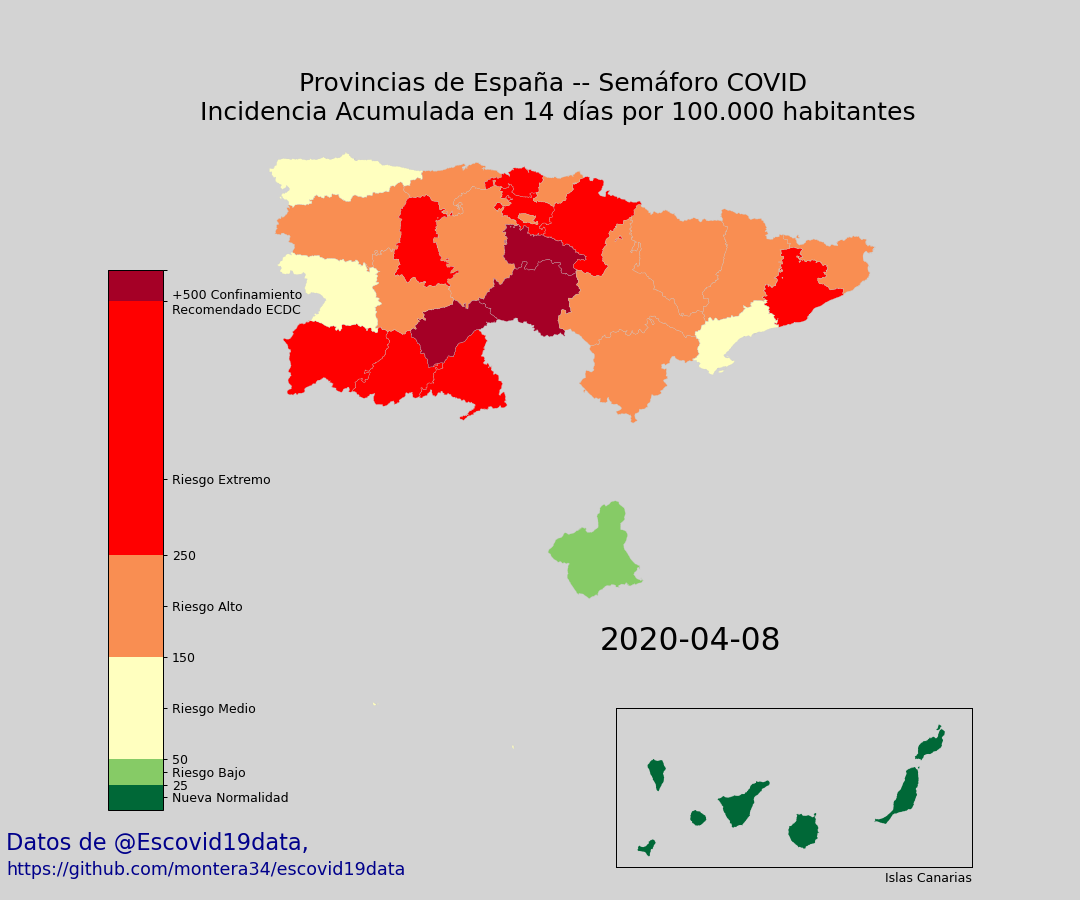 Provincias de España -- Semáforo COVID
Incidencia Acumulada en 14 días por 100.000 habitantes
+500 Confinamiento
Recomendado ECDC
Riesgo Extremo
250
Riesgo Alto
150
Riesgo Medio
50
Riesgo Bajo
25
Nueva Normalidad
2020-04-08
Islas Canarias
Datos de @Escovid19data,
https://github.com/montera34/escovid19data